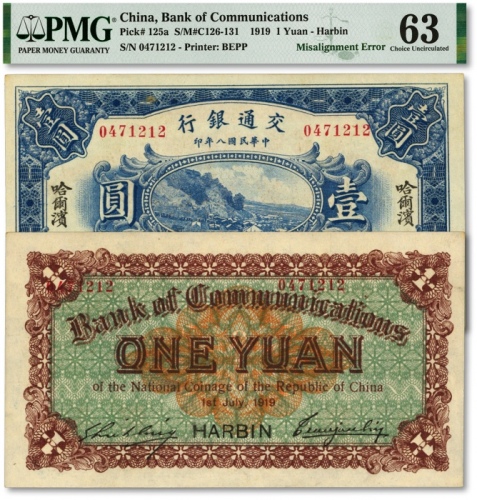 PMG
PAPER MONEY GUARANTY
China, Bank of Communications
Pick# 125a S/M#C126-131 1919 1 Yuan - Harbin
S/N 0471212 - Printer: BEPP
Misalignment Error
63
Choice Uncirculated
壹圓 行銀通交 壹圓
0471212 0471212
印年八國民華中
哈爾濱 圓 壹 哈爾濱
0471212
Bank of Communications
ONE YUAN
of the National Coinage of the Republic of China
1st July, 1919
HARBIN